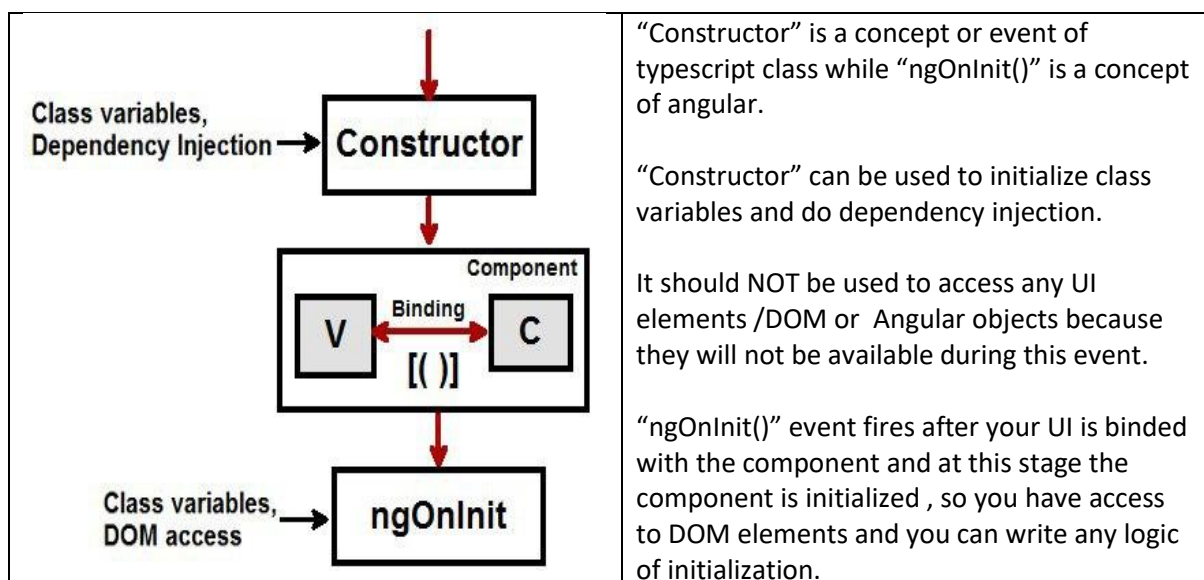 Class variables,
Dependency Injection
Constructor
Component
V
Binding
C
[( )]
Class variables,
DOM access
ngOnInit
“Constructor” is a concept or event of
typescript class while “ngOnInit()” is a concept
of angular.
“Constructor” can be used to initialize class
variables and do dependency injection.
It should NOT be used to access any UI
elements /DOM or  Angular objects because
they will not be available during this event.
“ngOnInit()” event fires after your UI is binded
with the component and at this stage the
component is initialized , so you have access
to DOM elements and you can write any logic
of initialization.